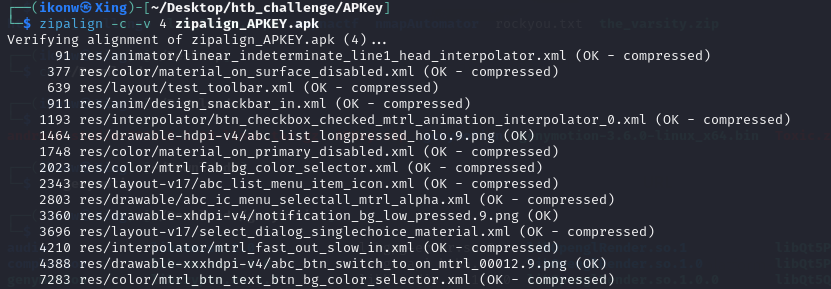 ┌──(ikonw㉿Xing)-[~/Desktop/htb_challenge/APKey]
└─$ zipalign -c -v 4 zipalign_APKEY.apk
rockyou.txt the_varsity.zip
Verifying alignment of zipalign_APKEY.apk (4)...
91 res/animator/linear_indeterminate_line1_head_interpolator.xml (OK - compressed)
377 res/color/material_on_surface_disabled.xml (OK - compressed)
639 res/layout/test_toolbar.xml (OK - compressed)
911 res/anim/design_snackbar_in.xml (OK - compressed)
1193 res/interpolator/btn_checkbox_checked_mtrl_animation_interpolator_0.xml (OK - compressed)
1464 res/drawable-hdpi-v4/abc_list_longpressed_holo.9.png (OK)
1748 res/color/material_on_primary_disabled.xml (OK - compressed)
2023 res/color/mtrl_fab_bg_color_selector.xml (OK - compressed)
2343 res/layout-v17/abc_list_menu_item_icon.xml (OK - compressed)
2803 res/drawable/abc_ic_menu_selectall_mtrl_alpha.xml (OK - compressed)
3360 res/drawable-xhdpi-v4/notification_bg_low_pressed.9.png (OK)
3696 res/layout-v17/select_dialog_singlechoice_material.xml (OK - compressed)
4210 res/interpolator/mtrl_fast_out_slow_in.xml (OK - compressed)
4388 res/drawable-xxxhdpi-v4/abc_btn_switch_to_on_mtrl_00012.9.png (OK)
7283 res/color/mtrl_btn_text_btn_bg_color_selector.xml (OK - compressed)